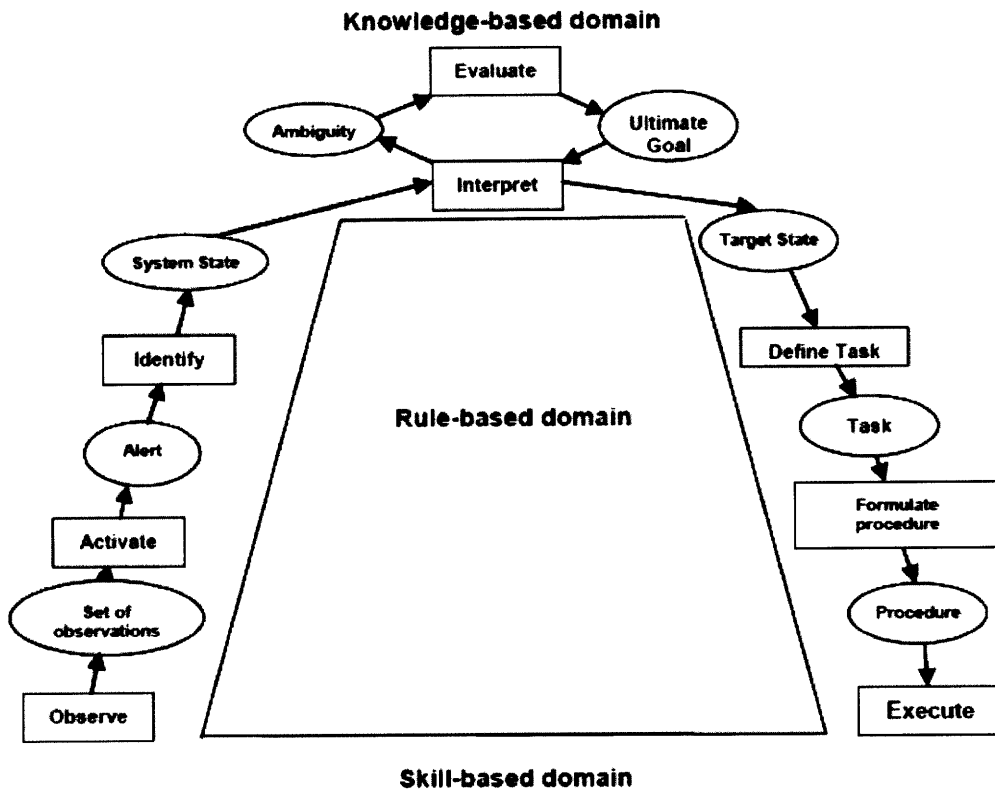 Knowledge-based domain
Evaluate
Ambiguity
Ultimate
Goal
Interpret
System State
Target State
Identify
Define Task
Rule-based domain
Alert
Task
Activate
Formulate
procedure
Set of
observations
Procedure
Observe
Execute
Skill-based domain